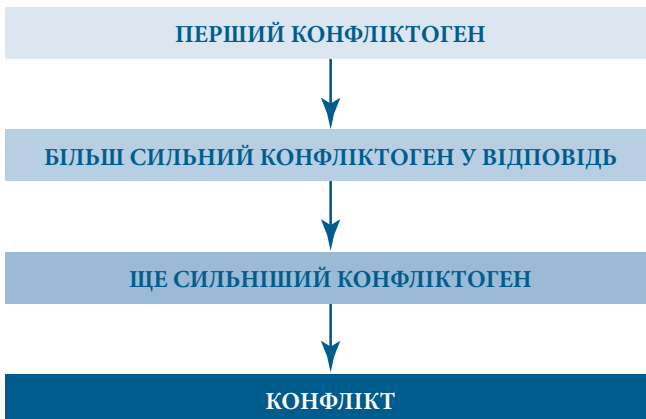 ПЕРШИЙ КОНФЛІКТОГЕН
БІЛЬШ СИЛЬНИЙ КОНФЛІКТОГЕН У ВІДПОВІДЬ
ЩЕ СИЛЬНІШИЙ КОНФЛІКТОГЕН
КОНФЛІКТ